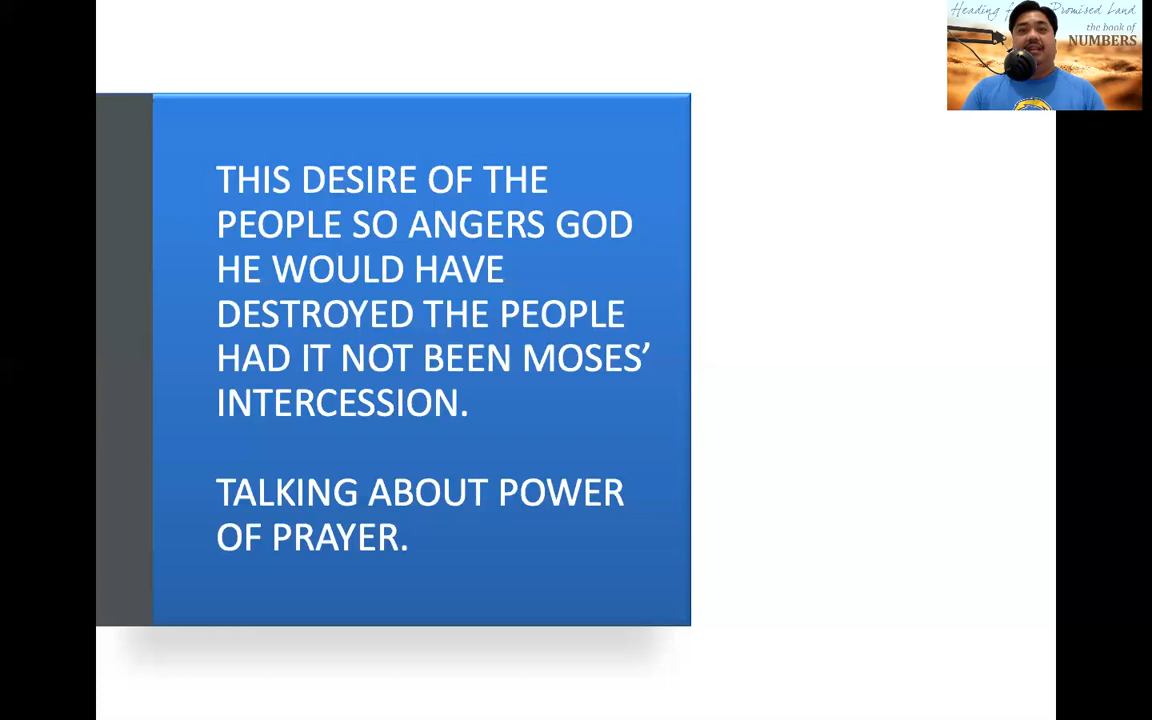 THIS DESIRE OF THE
PEOPLE SO ANGERS GOD
HE WOULD HAVE
DESTROYED THE PEOPLE
HAD IT NOT BEEN MOSES’
INTERCESSION.
TALKING ABOUT POWER
OF PRAYER.
Heading Promised Land
the book of
NUMBERS